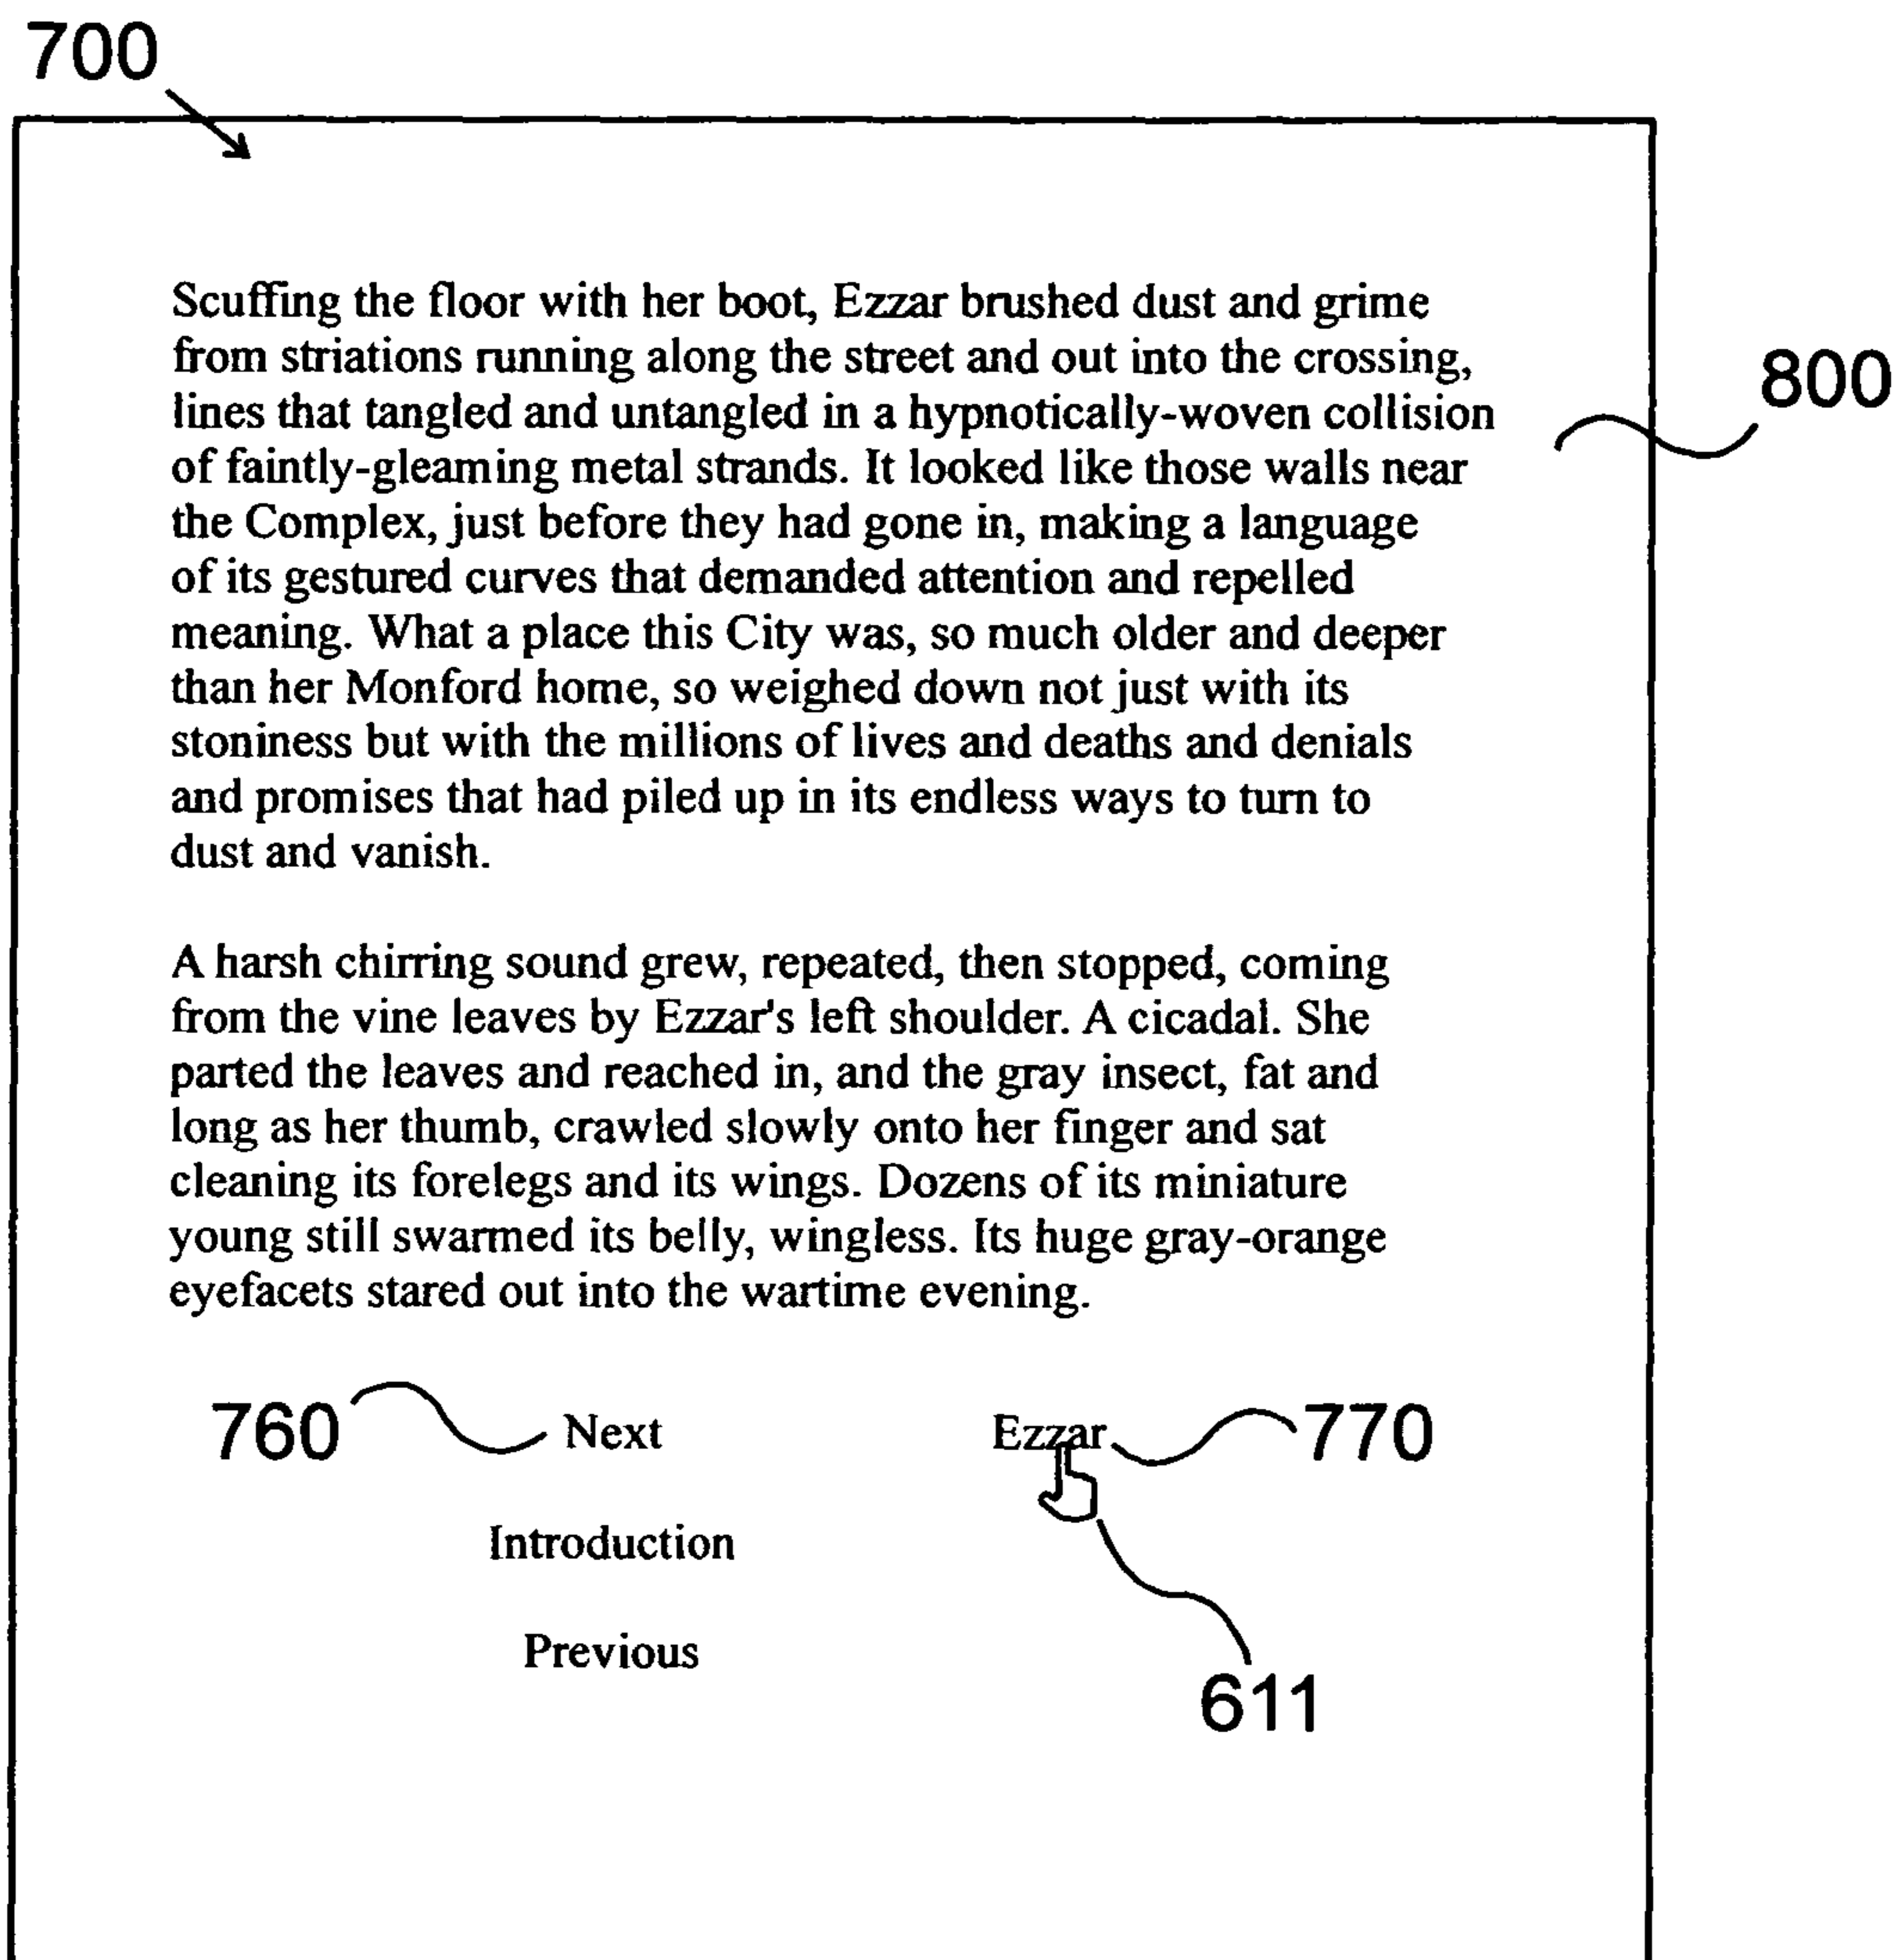 700
Scuffing the floor with her boot, Ezzar brushed dust and grime
from striations running along the street and out into the crossing,
800
lines that tangled and untangled in a hypnotically-woven collision
of faintly-gleaming metal strands. It looked like those walls near
the Complex, just before they had gone in, making a language
of its gestured curves that demanded attention and repelled
meaning. What a place this City was, so much older and deeper
than her Monford home, so weighed down not just with its
stoniness but with the millions of lives and deaths and denials
and promises that had piled up in its endless ways to turn to
dust and vanish.
A harsh chirring sound grew, repeated, then stopped, coming
from the vine leaves by Ezzar's left shoulder. A cicadal. She
parted the leaves and reached in, and the gray insect, fat and
long as her thumb, crawled slowly onto her finger and sat
cleaning its forelegs and its wings. Dozens of its miniature
young still swarmed its belly, wingless. Its huge gray-orange
eyefacets stared out into the wartime evening.
760 Next Ezzar 770
Introduction
Previous
611